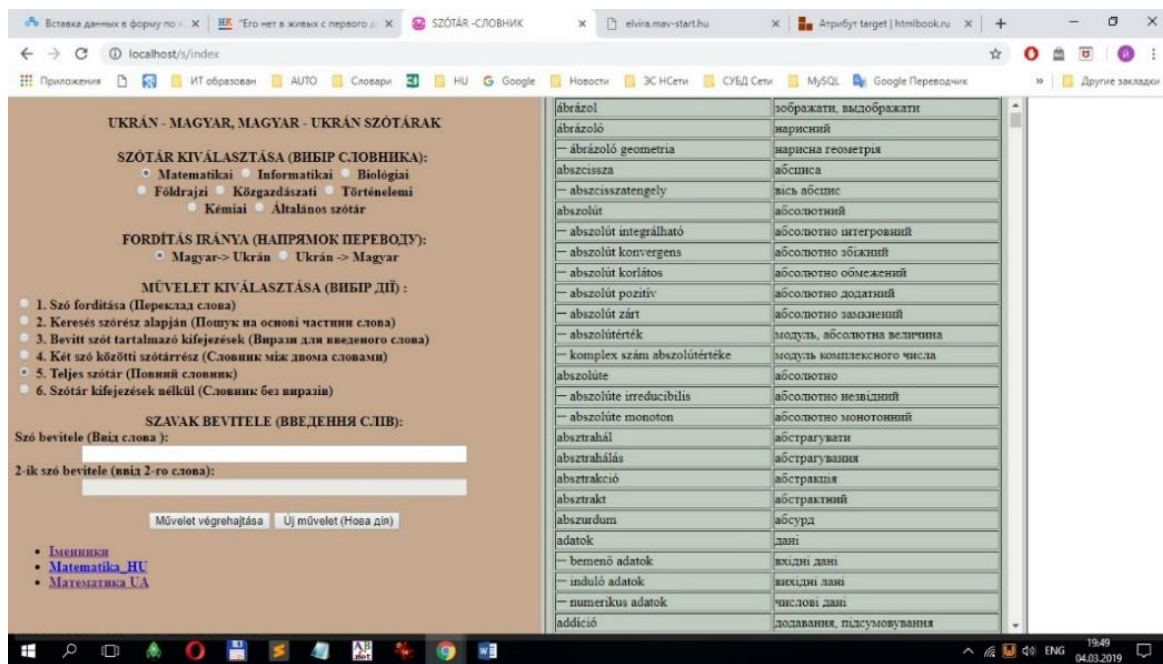 Вставка данных в форму по
"Его нет в живых с первого д
SZÓTÁR -СЛОВНИК
elvira.mav-start.hu
Атрибут target | htmlbook.ru
localhost/s/index
Приложения ИТ образован AUTO Словари HU Google Новости ЭС НСети СУБД Сети MySQL Google Переводчик » Другие закладки
UKRÁN - MAGYAR, MAGYAR - UKRÁN SZÓTÁRAK
SZÓTÁR KIVÁLASZTÁSA (ВИБІР СЛОВНИКА):
Matematikai Informatikai Biológiai
Földrajzi Közgazdászati Történelemi
Kémiai Általános szótár
FORDÍTÁS IRÁNYA (НАПРЯМОК ПЕРЕВОДУ):
Magyar-> Ukrán Ukrán -> Magyar
MŰVELET KIVÁLASZTÁSA (ВИБІР ДІЇ) :
1. Szó fordítása (Переклад слова)
2. Keresés szórész alapján (Пошук на основі частини слова)
3. Bevitt szót tartalmazó kifejezések (Вирази для введеного слова)
4. Két szó közötti szótárrész (Словник між двома словами)
5. Teljes szótár (Повний словник)
6. Szótár kifejezések nélkül (Словник без виразів)
SZAVAK BEVITELE (ВВЕДЕННЯ СЛІВ):
Szó bevitele (Ввід слова ):
2-ik szó bevitele (ввід 2-го слова):
Művelet végrehajtása Új művelet (Нова дія)
• Іменники
• Matematika_HU
• Математика UA
ábrázol зображати, выдображати
ábrázoló нарисний
— ábrázoló geometria нарисна геометрія
abszcissza абсциса
— abszcisszatengely вісь абсцис
abszolút абсолютний
— abszolút integrálható абсолютно інтегровний
— abszolút konvergens абсолютно збіжний
— abszolút korlátos абсолютно обмежений
— abszolút pozitív абсолютно додатний
— abszolút zárt абсолютно замкнений
— abszolútérték модуль, абсолютна величина
— komplex szám abszolútértéke модуль комплексного числа
abszolúte абсолютно
— abszolúte irreducibilis абсолютно незвідний
— abszolúte monoton абсолютно монотонний
absztrahál абстрагувати
absztrahálás абстрагування
absztrakció абстракція
absztrakt абстрактний
abszurdum абсурд
adatok дані
— bemenő adatok вхідні дані
— induló adatok вихідні лані
— numerikus adatok числові дані
addíció додавання, підсумовування
ENG
19:49
04.03.2019